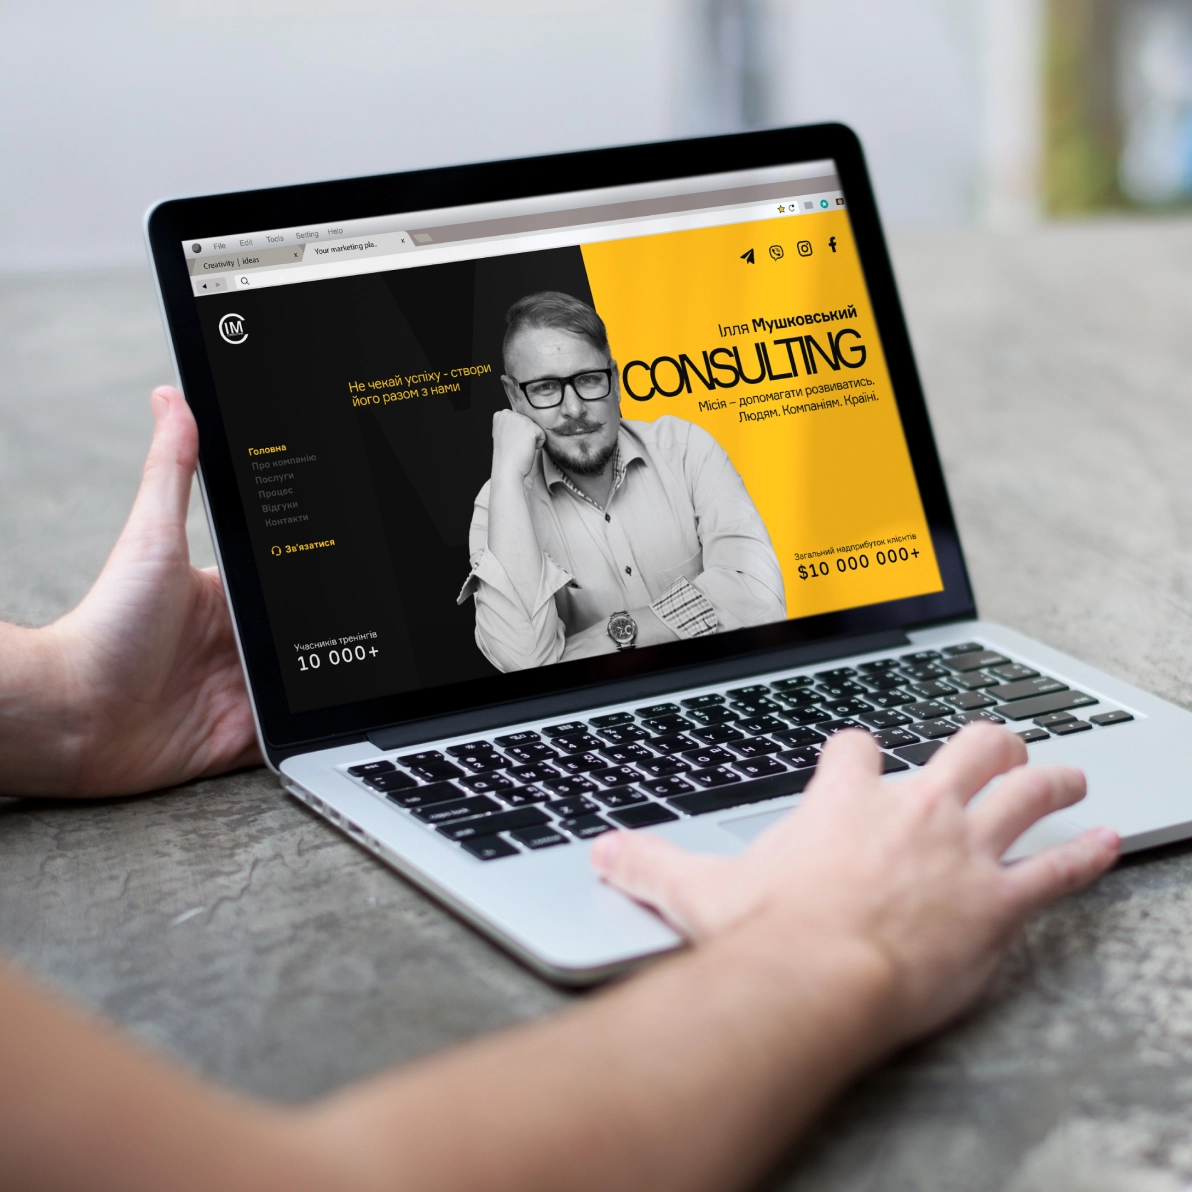 File Edit Tools Setting Help
Creativity | ideas x
Your marketing pla.. x
IM
Не чекай успіху - створи
його разом з нами
Головна
Про компанію
Послуги
Процес
Відгуки
Контакти
Зв'язатися
Учасників тренінгів
10 000+
Ілля Мушковський
CONSULTING
Місія – допомагати розвиватись.
Людям. Компаніям. Країні.
Загальний надприбуток клієнтів
$10 000 000+